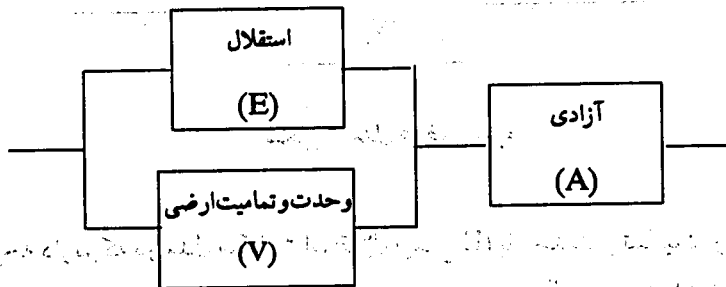 استقلال
(E)
آزادی
(A)
وحدت و تمامیت ارضی
(V)